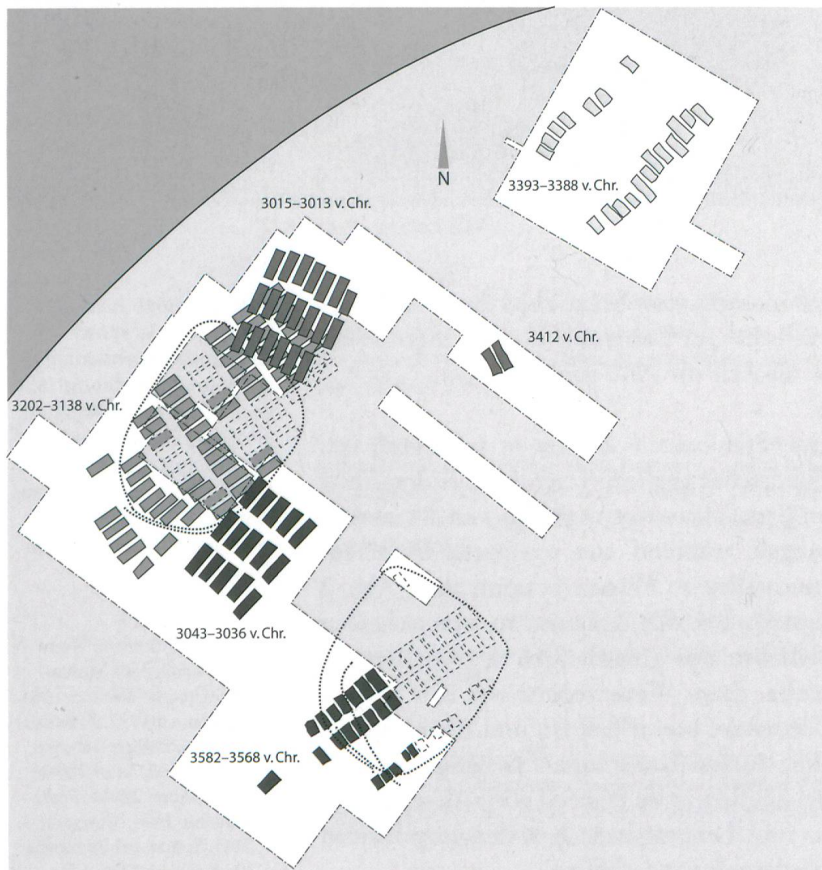 3393–3388 v. Chr.
N
3015–3013 v. Chr.
3412 v. Chr.
3202–3138 v. Chr.
3043–3036 v. Chr.
3582–3568 v. Chr.